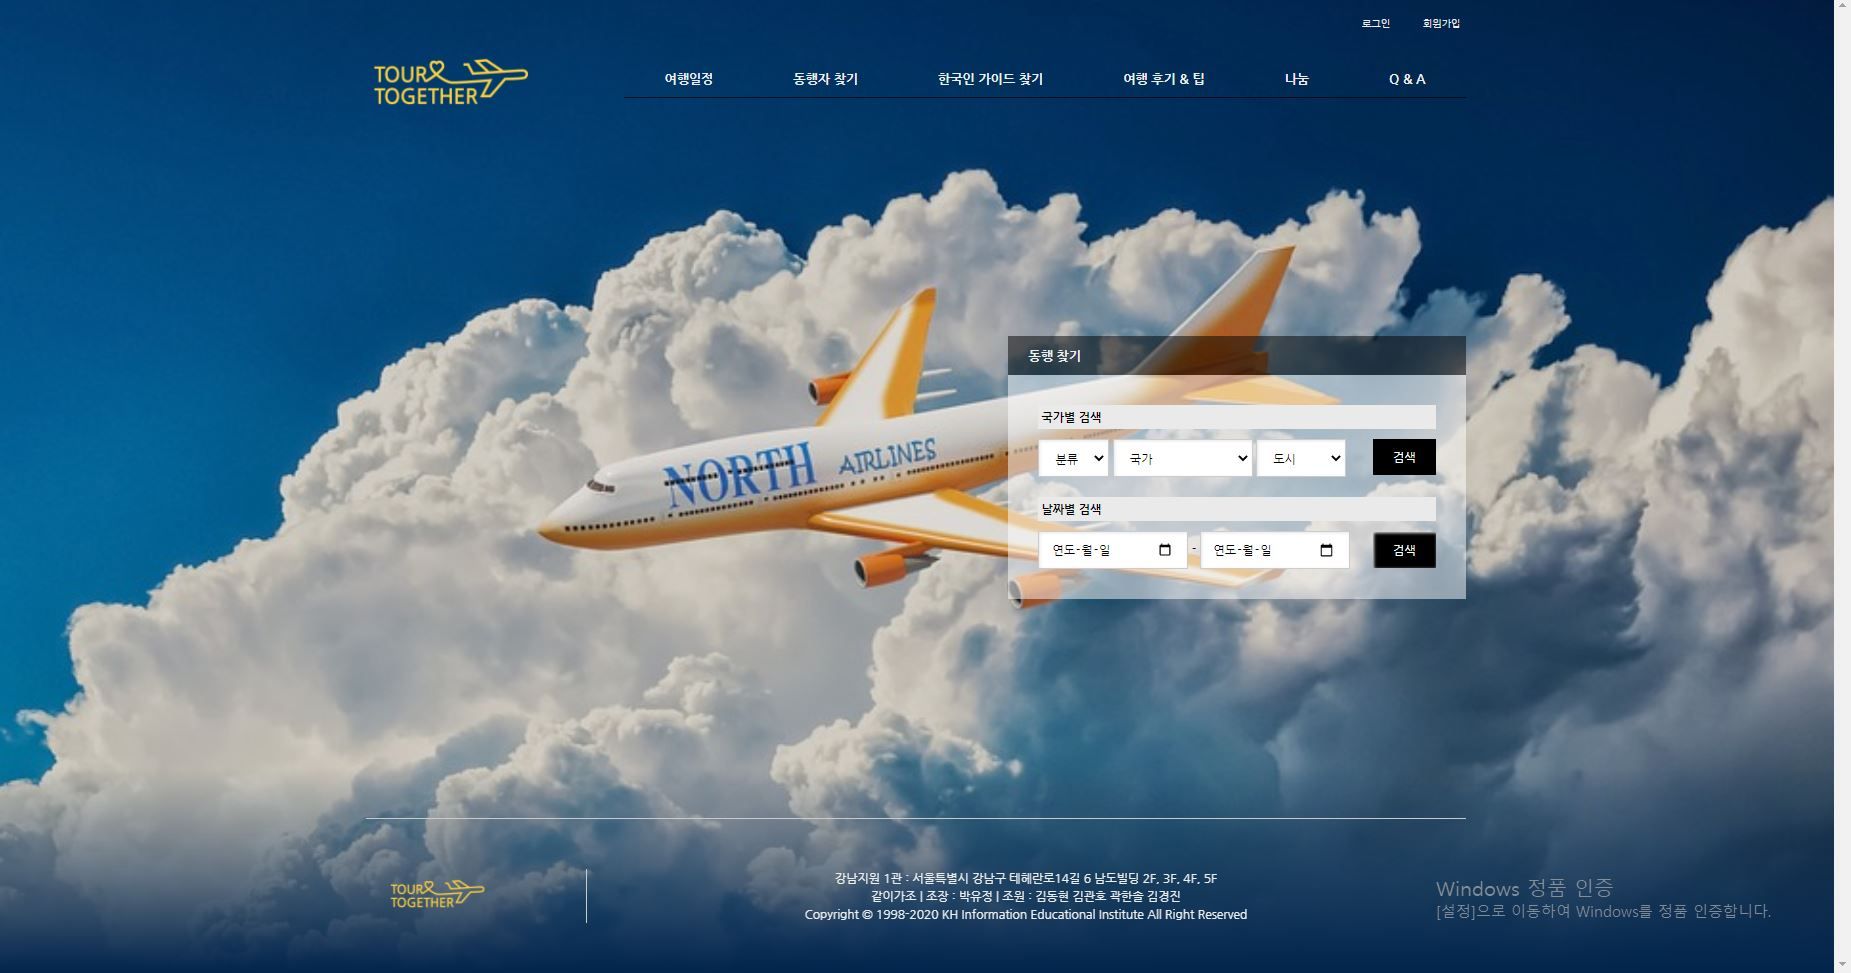 로그인 회원가입
TOUR
TOGETHER
여행일정 동행자 찾기 한국인 가이드 찾기 여행 후기 & 팁 나눔 Q & A
NORTH AIRLINES
동행 찾기
국가별 검색
분류 국가 도시 검색
날짜별 검색
연도-월-일 - 연도-월-일 검색
TOUR
TOGETHER
강남지원 1관 : 서울특별시 강남구 테헤란로14길 6 남도빌딩 2F, 3F, 4F, 5F
같이가조 | 조장 : 박유정 | 조원 : 김동현 김관호 곽한솔 김경진
Copyright © 1998-2020 KH Information Educational Institute All Right Reserved
Windows 정품 인증
[설정]으로 이동하여 Windows를 정품 인증합니다.